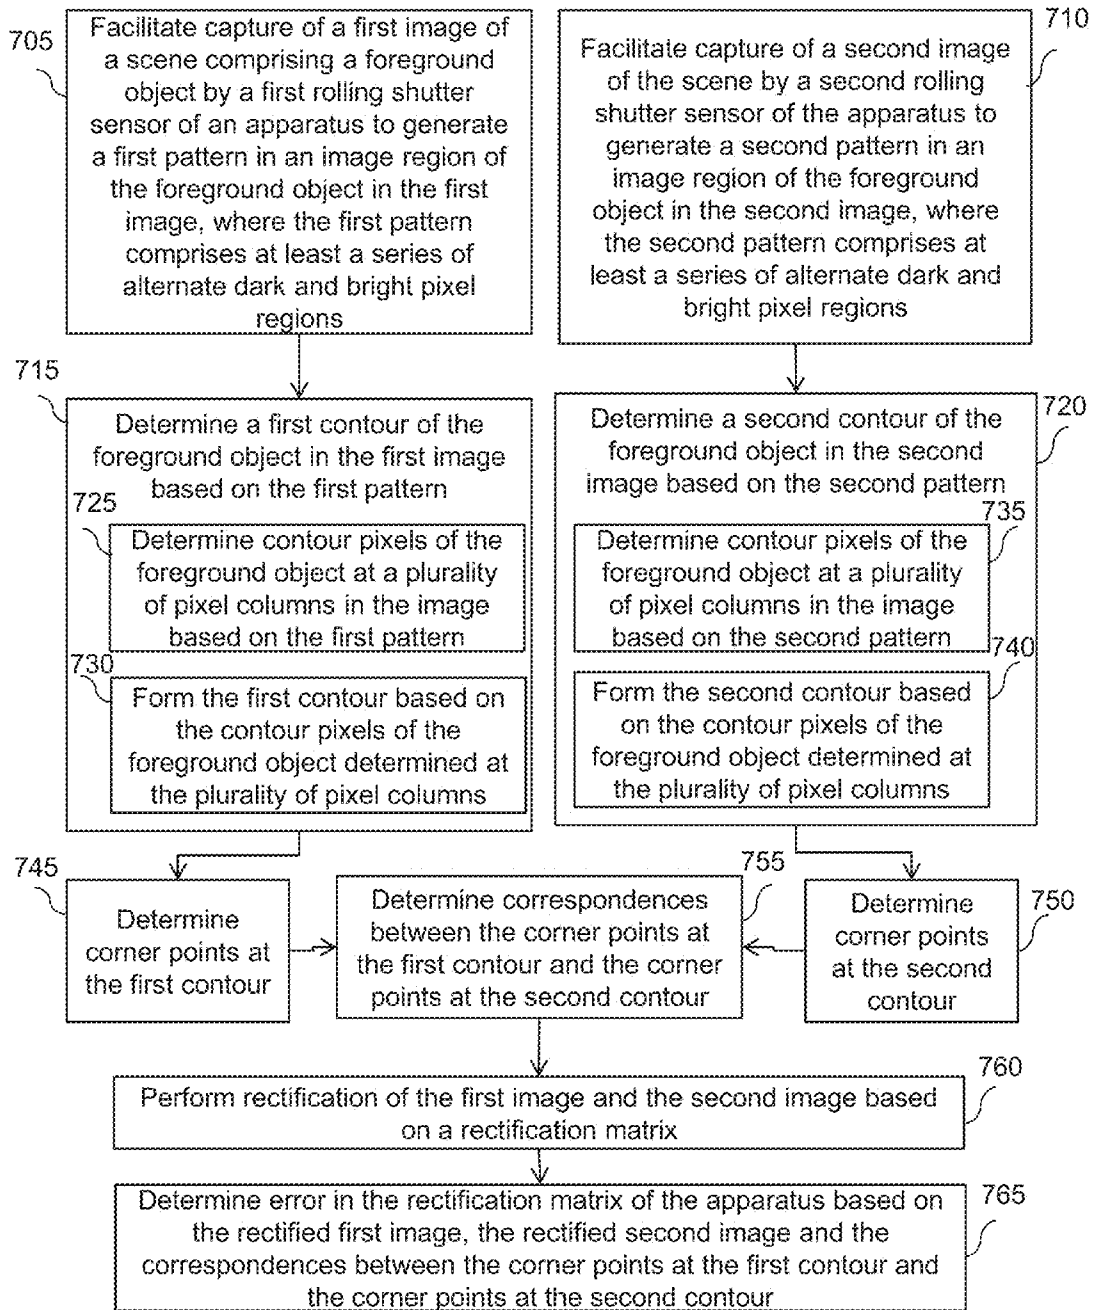 705
Facilitate capture of a first image of
a scene comprising a foreground
object by a first rolling shutter
sensor of an apparatus to generate
a first pattern in an image region of
the foreground object in the first
image, where the first pattern
comprises at least a series of
alternate dark and bright pixel
regions
710
Facilitate capture of a second image
of the scene by a second rolling
shutter sensor of the apparatus to
generate a second pattern in an
image region of the foreground
object in the second image, where
the second pattern comprises at
least a series of alternate dark and
bright pixel regions
715
Determine a first contour of the
foreground object in the first image
based on the first pattern
725
Determine contour pixels of the
foreground object at a plurality
of pixel columns in the image
based on the first pattern
730
Form the first contour based on
the contour pixels of the
foreground object determined at
the plurality of pixel columns
720
Determine a second contour of the
foreground object in the second
image based on the second pattern
735
Determine contour pixels of the
foreground object at a plurality
of pixel columns in the image
based on the second pattern
740
Form the second contour based
on the contour pixels of the
foreground object determined at
the plurality of pixel columns
745
Determine
corner points at
the first contour
755
Determine correspondences
between the corner points at
the first contour and the corner
points at the second contour
750
Determine
corner points
at the second
contour
760
Perform rectification of the first image and the second image based
on a rectification matrix
765
Determine error in the rectification matrix of the apparatus based on
the rectified first image, the rectified second image and the
correspondences between the corner points at the first contour and
the corner points at the second contour